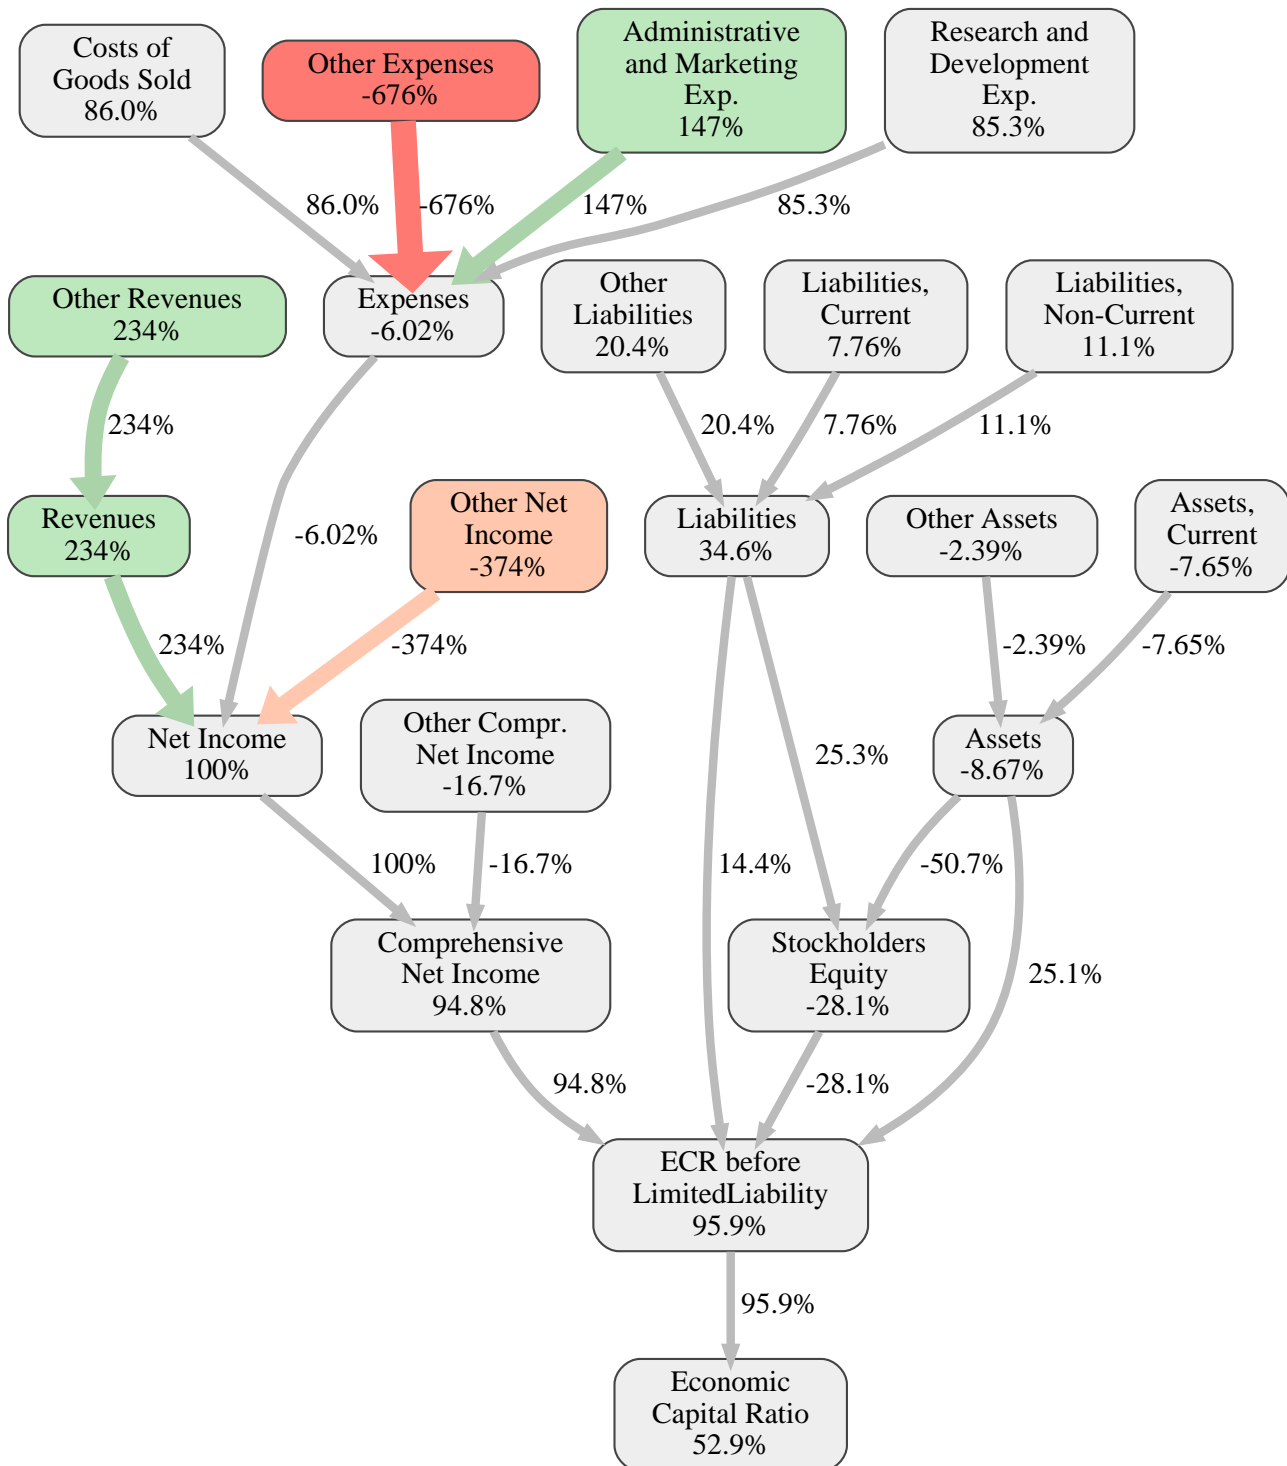 Costs of
Goods Sold
86.0%
Other Expenses
-676%
Administrative
and Marketing
Exp.
147%
Research and
Development
Exp.
85.3%
86.0%
-676%
147%
85.3%
Other Revenues
234%
Expenses
-6.02%
Other
Liabilities
20.4%
Liabilities,
Current
7.76%
Liabilities,
Non-Current
11.1%
234%
20.4%
7.76%
11.1%
Revenues
234%
-6.02%
Other Net
Income
-374%
Liabilities
34.6%
Other Assets
-2.39%
Assets,
Current
-7.65%
234%
-374%
-2.39%
-7.65%
Net Income
100%
Other Compr.
Net Income
-16.7%
25.3%
Assets
-8.67%
100%
-16.7%
14.4%
-50.7%
Comprehensive
Net Income
94.8%
Stockholders
Equity
-28.1%
25.1%
94.8%
-28.1%
ECR before
LimitedLiability
95.9%
95.9%
Economic
Capital Ratio
52.9%